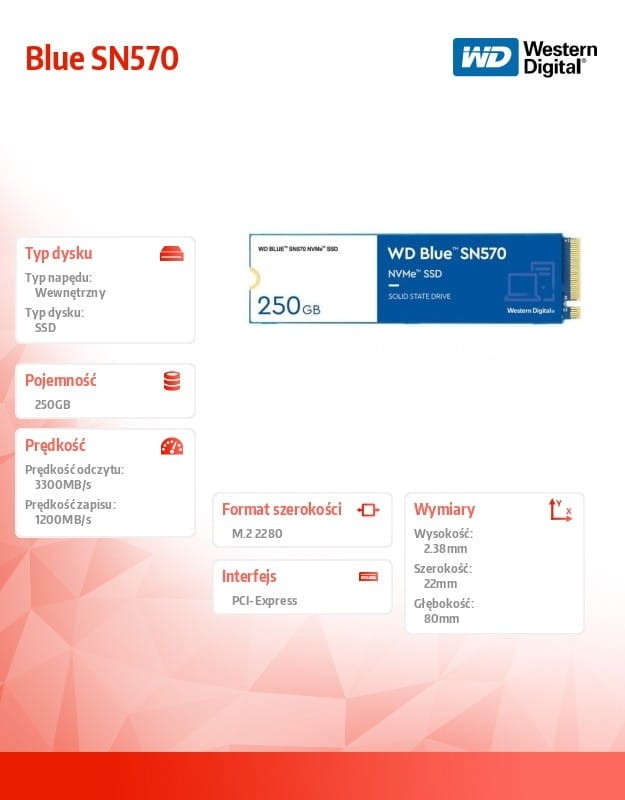 Blue SN570
WD Western
Digital®
WD BLUE™ SN570 NVMe™ SSD
250GB
WD Blue™ SN570
NVMe™ SSD
SOLID STATE DRIVE
Western Digital®
Typ dysku
Typ napędu:
Wewnętrzny
Typ dysku:
SSD
Pojemność
250GB
Prędkość
Prędkość odczytu:
3300MB/s
Prędkość zapisu:
1200MB/s
Format szerokości
M.2 2280
Interfejs
PCI-Express
Wymiary
Y
X
Wysokość:
2.38mm
Szerokość:
22mm
Głębokość:
80mm